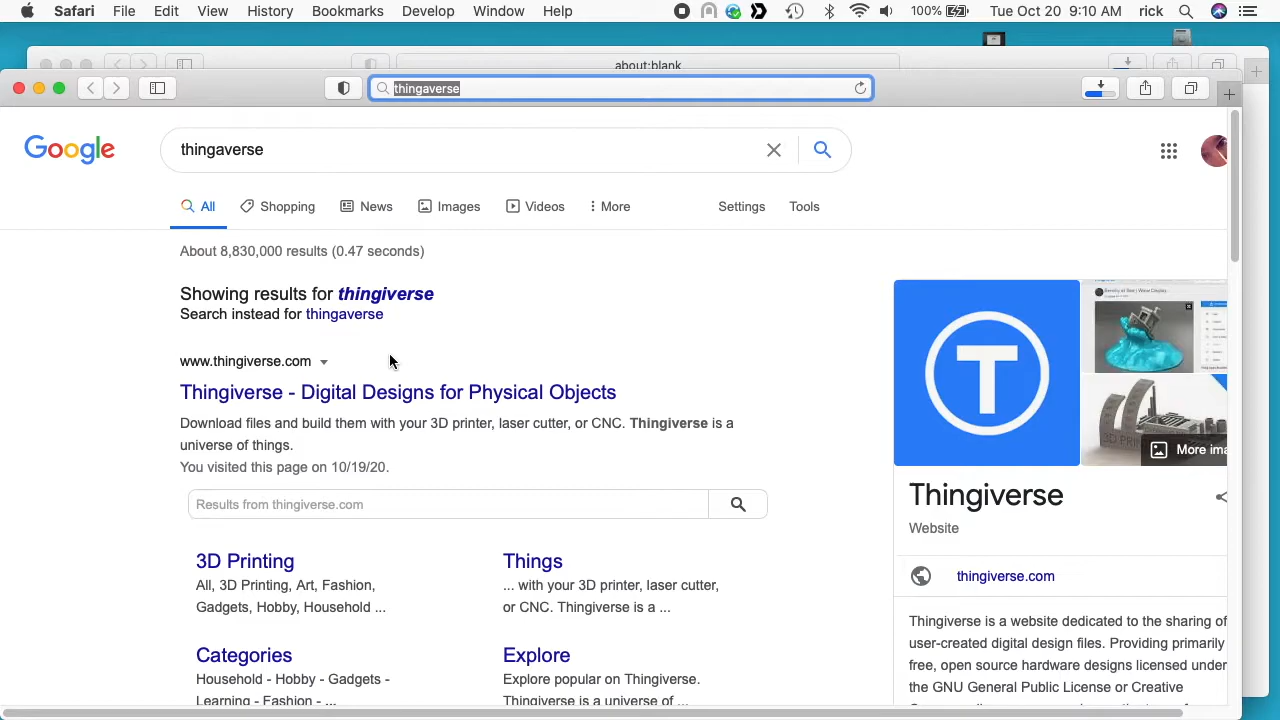 Safari File Edit View History Bookmarks Develop Window Help 100% Tue Oct 20 9:10 AM rick
about:blank
thingaverse
Google thingaverse
All Shopping News Images Videos More Settings Tools
About 8,830,000 results (0.47 seconds)
Showing results for thingiverse
Search instead for thingaverse
www.thingiverse.com
Thingiverse - Digital Designs for Physical Objects
Download files and build them with your 3D printer, laser cutter, or CNC. Thingiverse is a
universe of things.
You visited this page on 10/19/20.
Results from thingiverse.com
3D Printing
All, 3D Printing, Art, Fashion,
Gadgets, Hobby, Household ...
Things
... with your 3D printer, laser cutter,
or CNC. Thingiverse is a ...
Categories
Household - Hobby - Gadgets -
Learning - Fashion - ...
Explore
Explore popular on Thingiverse.
Thingiverse is a universe of ...
T
More ima
Thingiverse
Website
thingiverse.com
Thingiverse is a website dedicated to the sharing of
user-created digital design files. Providing primarily
free, open source hardware designs licensed under
the GNU General Public License or Creative